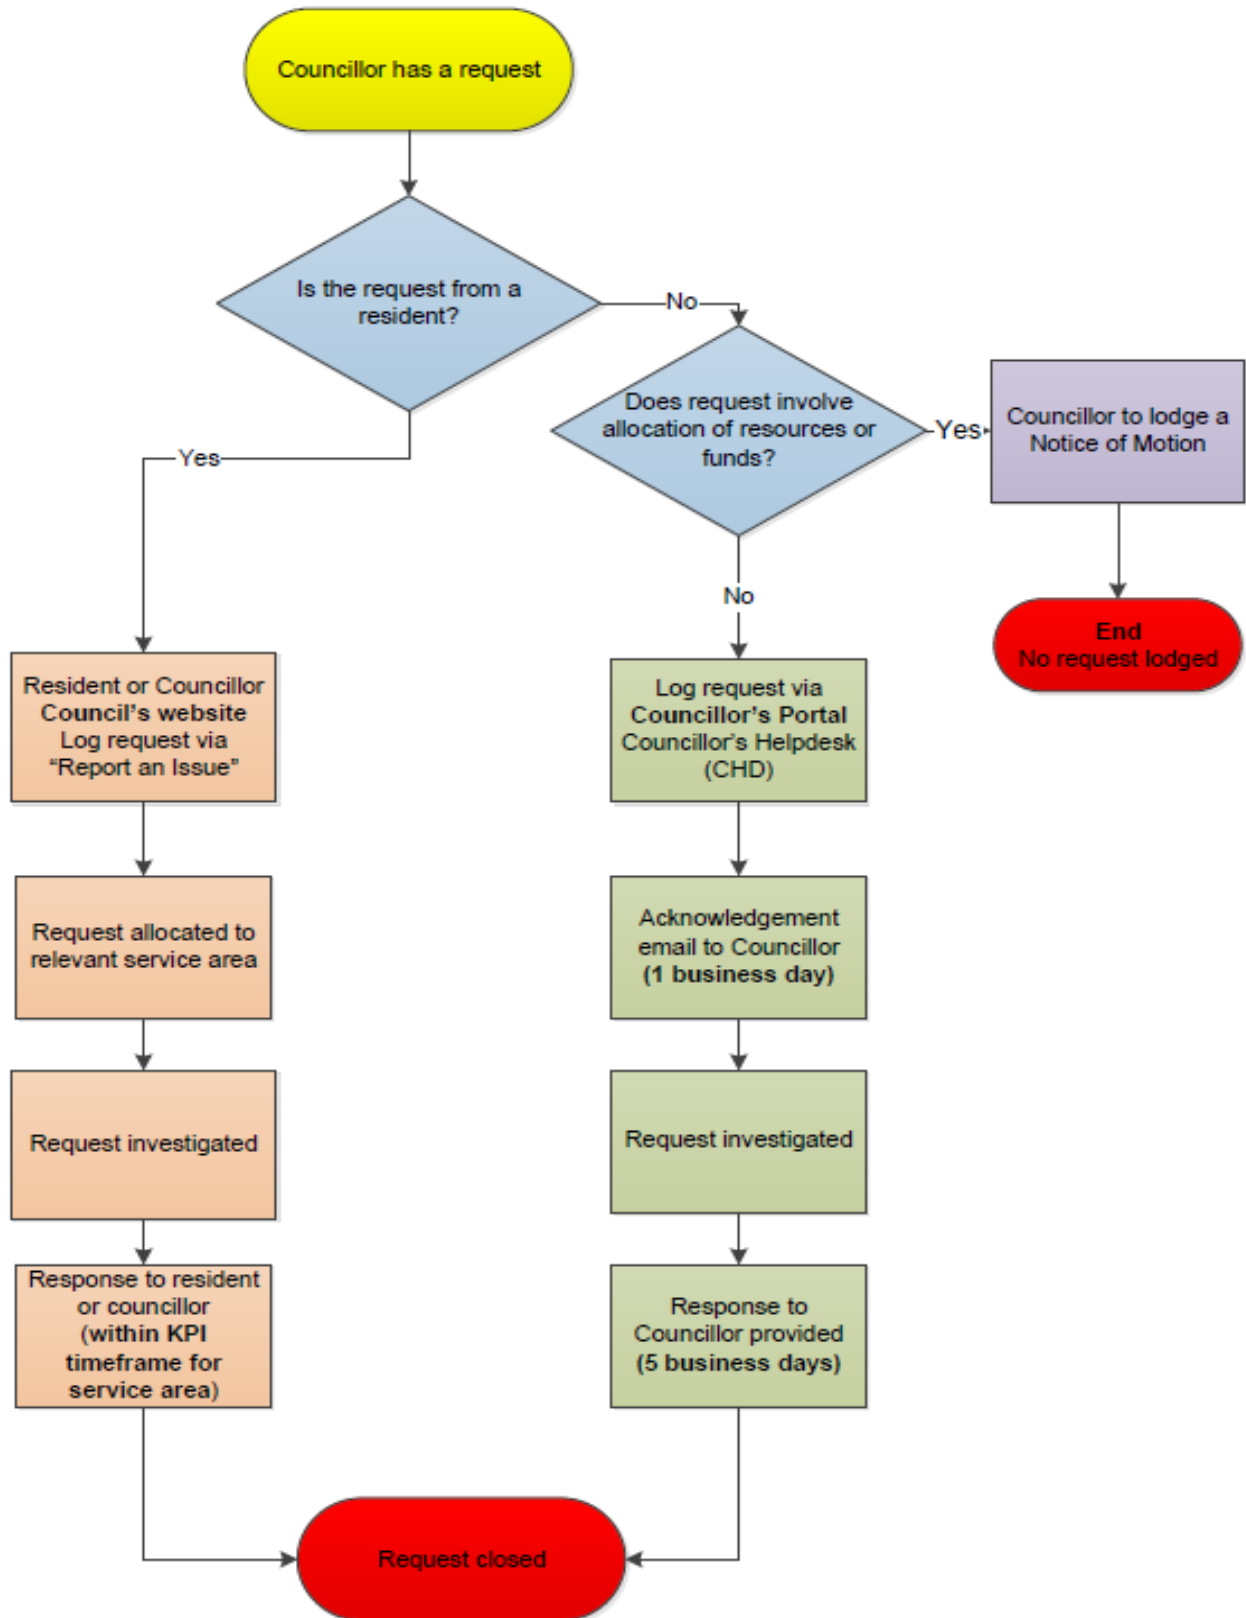 Councillor has a request
Is the request from a
resident?
No
Yes
Does request involve
allocation of resources or
funds?
Yes
Councillor to lodge a
Notice of Motion
No
End
No request lodged
Resident or Councillor
Council's website
Log request via
“Report an Issue”
Request allocated to
relevant service area
Request investigated
Response to resident
or councillor
(within KPI
timeframe for
service area)
Log request via
Councillor's Portal
Councillor's Helpdesk
(CHD)
Acknowledgement
email to Councillor
(1 business day)
Request investigated
Response to
Councillor provided
(5 business days)
Request closed